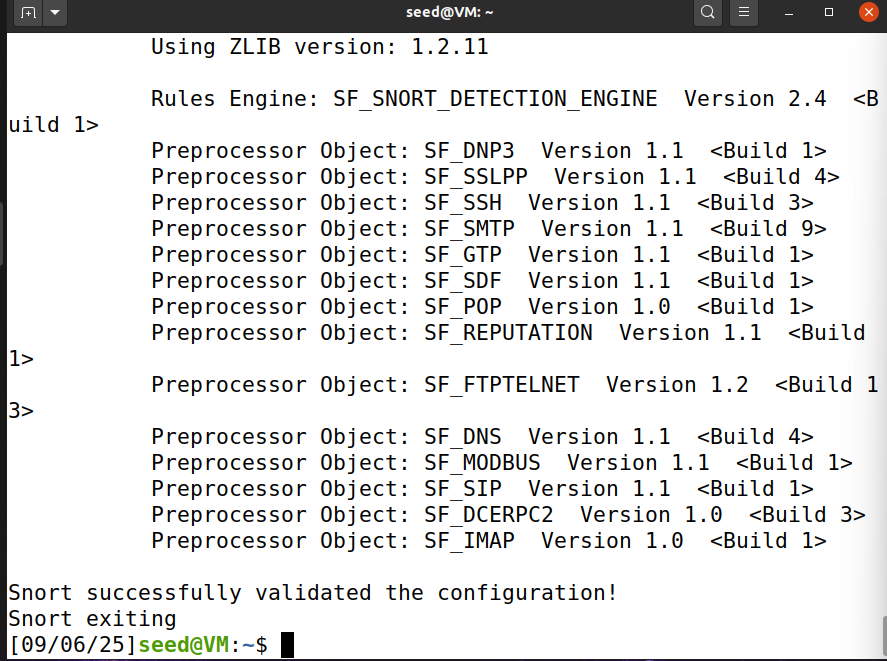 seed@VM: ~
Using ZLIB version: 1.2.11
Rules Engine: SF_SNORT_DETECTION_ENGINE  Version 2.4  <B
uild 1>
Preprocessor Object: SF_DNP3  Version 1.1  <Build 1>
Preprocessor Object: SF_SSLPP  Version 1.1  <Build 4>
Preprocessor Object: SF_SSH  Version 1.1  <Build 3>
Preprocessor Object: SF_SMTP  Version 1.1  <Build 9>
Preprocessor Object: SF_GTP  Version 1.1  <Build 1>
Preprocessor Object: SF_SDF  Version 1.1  <Build 1>
Preprocessor Object: SF_POP  Version 1.0  <Build 1>
Preprocessor Object: SF_REPUTATION  Version 1.1  <Build
1>
Preprocessor Object: SF_FTPTELNET  Version 1.2  <Build 1
3>
Preprocessor Object: SF_DNS  Version 1.1  <Build 4>
Preprocessor Object: SF_MODBUS  Version 1.1  <Build 1>
Preprocessor Object: SF_SIP  Version 1.1  <Build 1>
Preprocessor Object: SF_DCERPC2  Version 1.0  <Build 3>
Preprocessor Object: SF_IMAP  Version 1.0  <Build 1>
Snort successfully validated the configuration!
Snort exiting
[09/06/25]seed@VM:~$